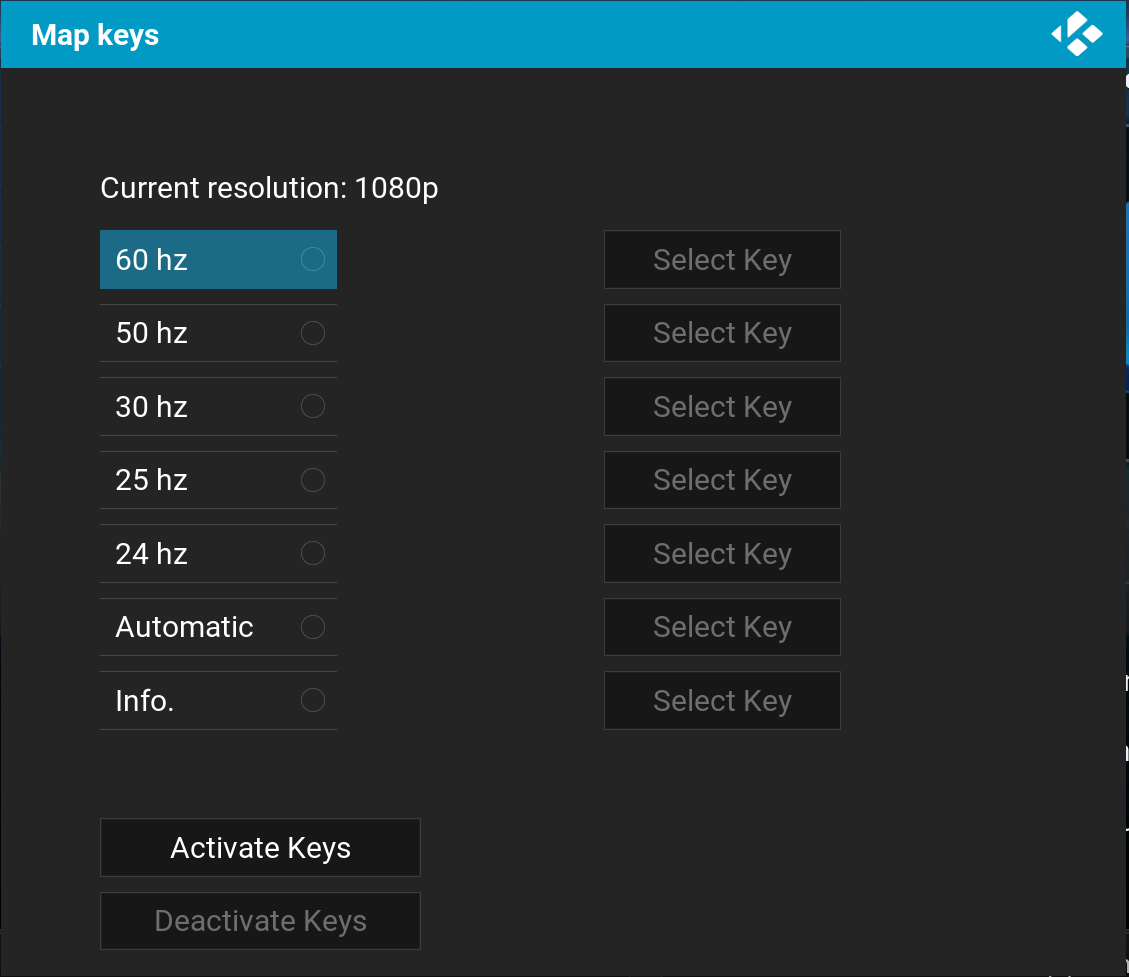 Map keys
Current resolution: 1080p
60 hz Select Key
50 hz Select Key
30 hz Select Key
25 hz Select Key
24 hz Select Key
Automatic Select Key
Info. Select Key
Activate Keys
Deactivate Keys